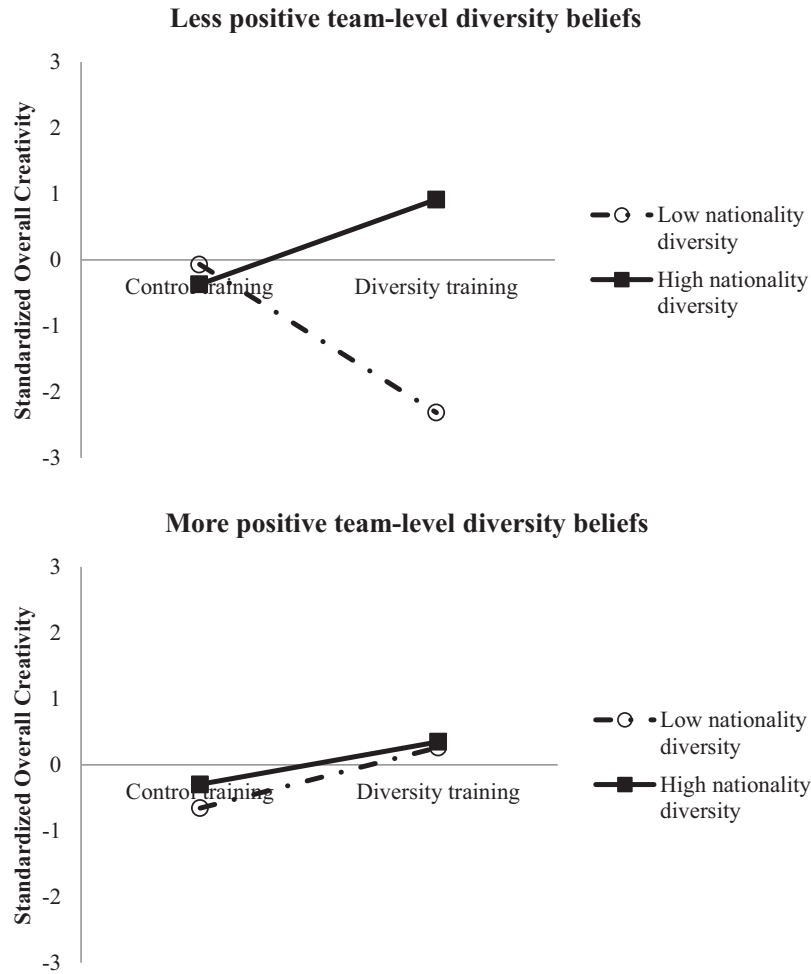 Less positive team-level diversity beliefs
Standardized Overall Creativity
3
2
1
0
-1
-2
-3
Control training
Diversity training
Low nationality
diversity
High nationality
diversity
More positive team-level diversity beliefs
Standardized Overall Creativity
3
2
1
0
-1
-2
-3
Control training
Diversity training
Low nationality
diversity
High nationality
diversity